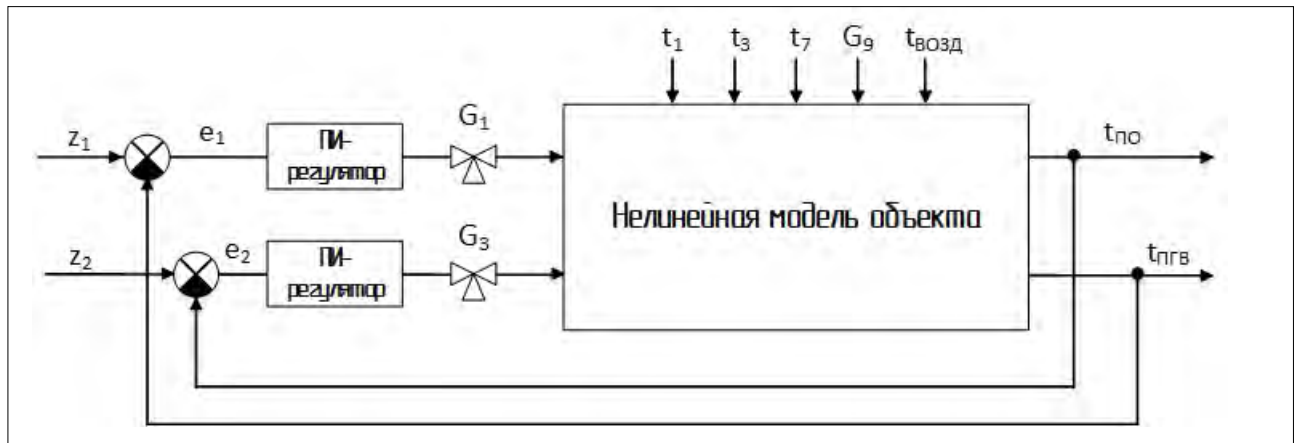 t₁ t₃ t₇ G₉ tВОЗД
z₁ e₁ ПИ– G₁ tПО
регулятор
Нелинейная модель объекта
z₂ e₂ ПИ– G₃ tПГВ
регулятор